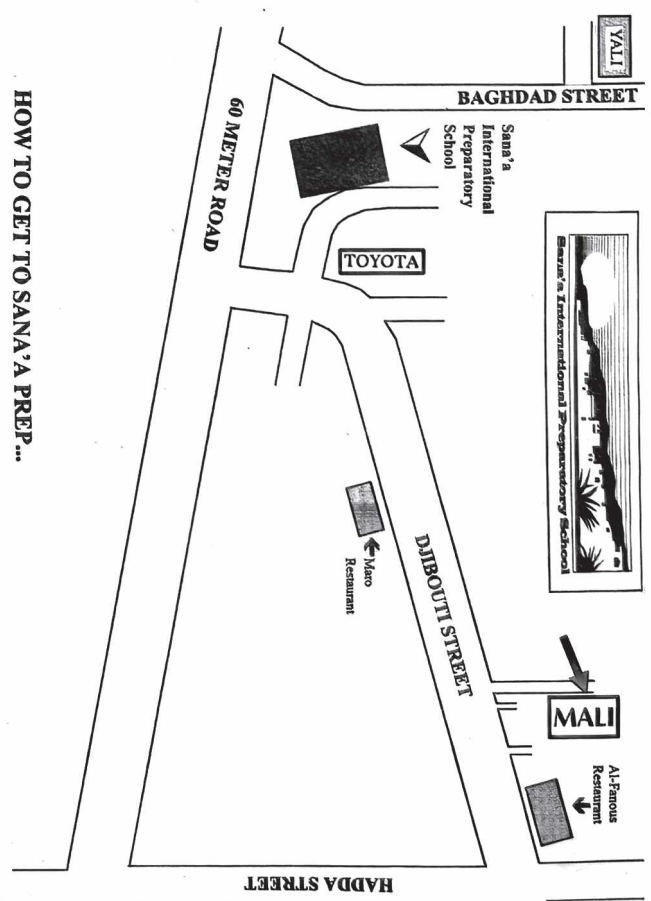 YALI
BAGHDAD STREET
Sana'a
International
Preparatory
School
60 METER ROAD
TOYOTA
Sana'a International Preparatory School
HOW TO GET TO SANA'A PREP...
Maro
Restaurant
DJIBOUTI STREET
MALI
Al-Fanous
Restaurant
HADDA STREET